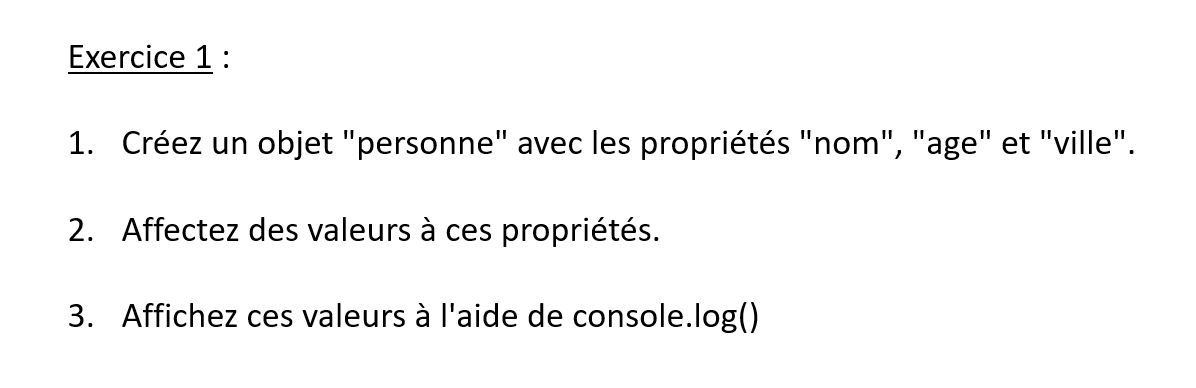 Exercice 1 :
1. Créez un objet "personne" avec les propriétés "nom", "age" et "ville".
2. Affectez des valeurs à ces propriétés.
3. Affichez ces valeurs à l'aide de console.log()